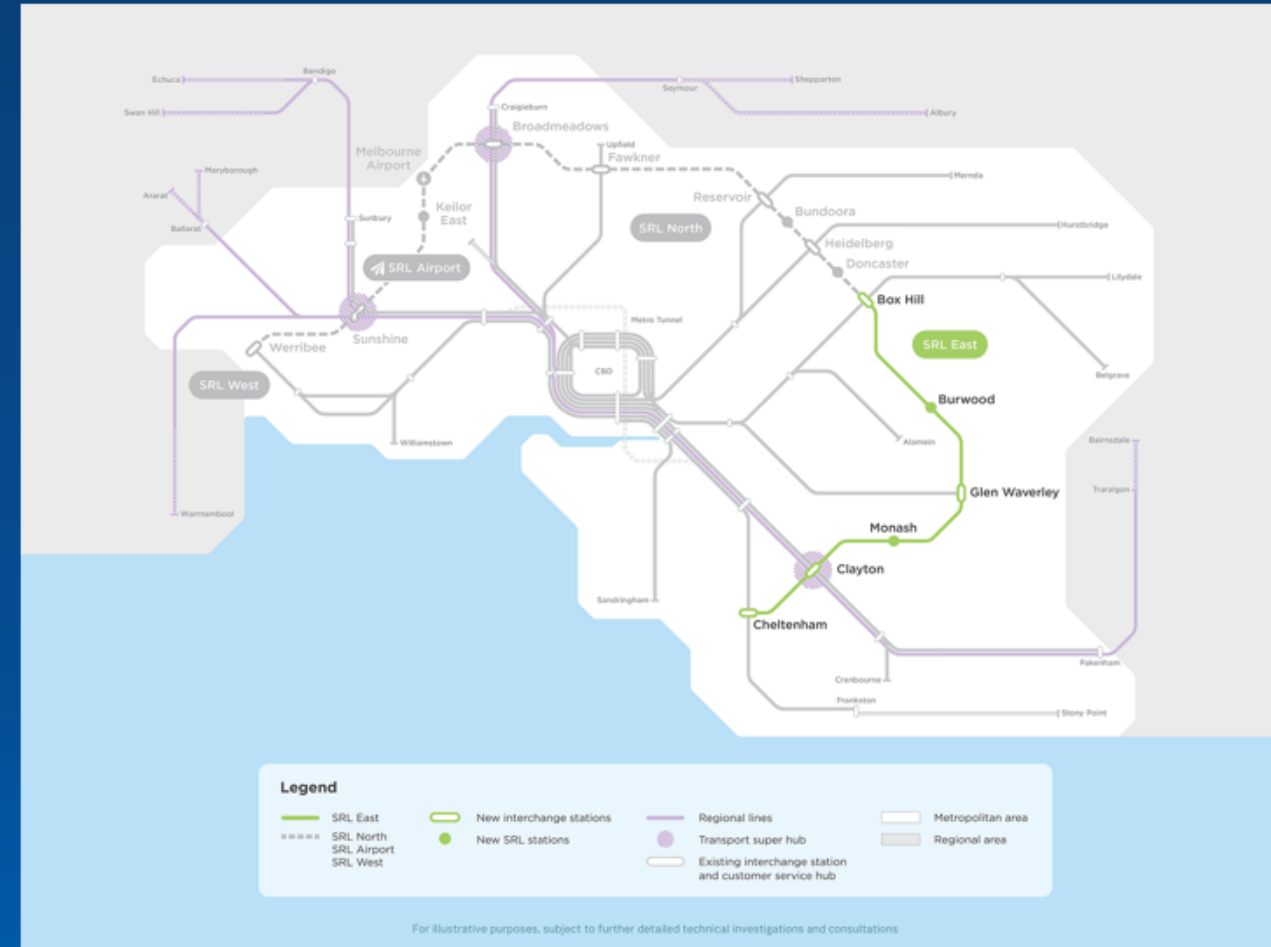 Echuca
Bendigo
Swan Hill
Seymour
Shepparton
Albury
Craigieburn
Broadmeadows
Melbourne
Airport
Upfield
Fawkner
Maryborough
Ararat
Ballarat
Sunbury
Keilor
East
Mernda
Reservoir
Bundoora
SRL North
Hurstbridge
Heidelberg
Doncaster
SRL Airport
Lilydale
Box Hill
Metro Tunnel
Sunshine
Werribee
SRL East
CBD
SRL West
Belgrave
Burwood
Williamstown
Alamein
Bairnsdale
Glen Waverley
Traralgon
Warrnambool
Monash
Clayton
Sandringham
Cheltenham
Pakenham
Cranbourne
Frankston
Stony Point
Legend
SRL East
SRL North
SRL Airport
SRL West
New interchange stations
New SRL stations
Regional lines
Transport super hub
Existing interchange station
and customer service hub
Metropolitan area
Regional area
For illustrative purposes, subject to further detailed technical investigations and consultations